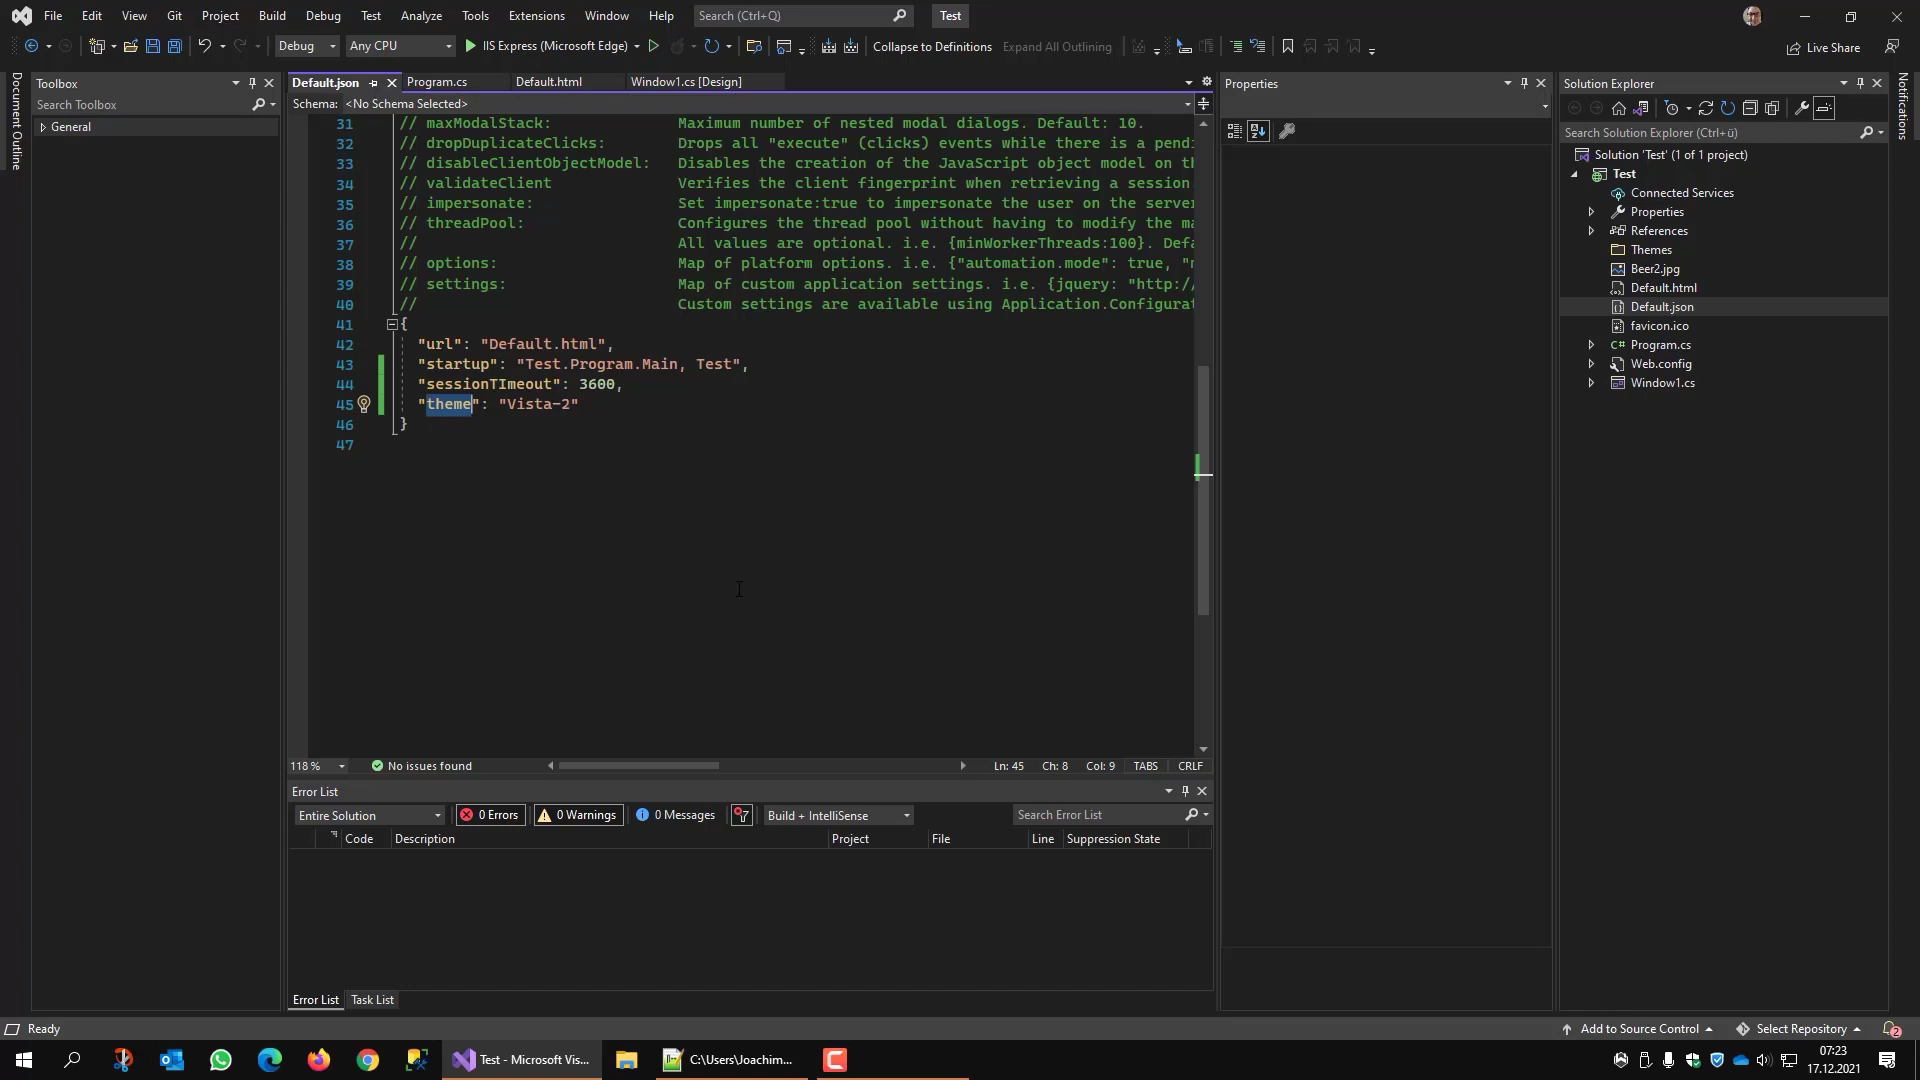 File Edit View Git Project Build Debug Test Analyze Tools Extensions Window Help Search (Ctrl+Q) Test
Debug Any CPU IIS Express (Microsoft Edge) Collapse to Definitions Expand All Outlining Live Share
Document Outline
Toolbox
Search Toolbox
General
Default.json Program.cs Default.html Window1.cs [Design]
Schema: <No Schema Selected>
31 // maxModalStack: Maximum number of nested modal dialogs. Default: 10.
32 // dropDuplicateClicks: Drops all "execute" (clicks) events while there is a pend
33 // disableClientObjectModel: Disables the creation of the JavaScript object model on th
34 // validateClient Verifies the client fingerprint when retrieving a session
35 // impersonate: Set impersonate:true to impersonate the user on the server
36 // threadPool: Configures the thread pool without having to modify the ma
37 // All values are optional. i.e. {minWorkerThreads:100}. Defa
38 // options: Map of platform options. i.e. {"automation.mode": true, "
39 // settings: Map of custom application settings. i.e. {jquery: "http://
40 // Custom settings are available using Application.Configurat
41 {
42 "url": "Default.html",
43 "startup": "Test.Program.Main, Test",
44 "sessionTImeout": 3600,
45 "theme": "Vista-2"
46 }
47
118 % No issues found Ln: 45 Ch: 8 Col: 9 TABS CRLF
Error List
Entire Solution 0 Errors 0 Warnings 0 Messages Build + IntelliSense Search Error List
Code Description Project File Line Suppression State
Error List Task List
Properties
Solution Explorer
Search Solution Explorer (Ctrl+ü)
Solution 'Test' (1 of 1 project)
Test
Connected Services
Properties
References
Themes
Beer2.jpg
Default.html
Default.json
favicon.ico
C# Program.cs
Web.config
Window1.cs
Notifications
Ready Add to Source Control Select Repository 2
Test - Microsoft Vis... C:\Users\Joachim...
07:23
17.12.2021